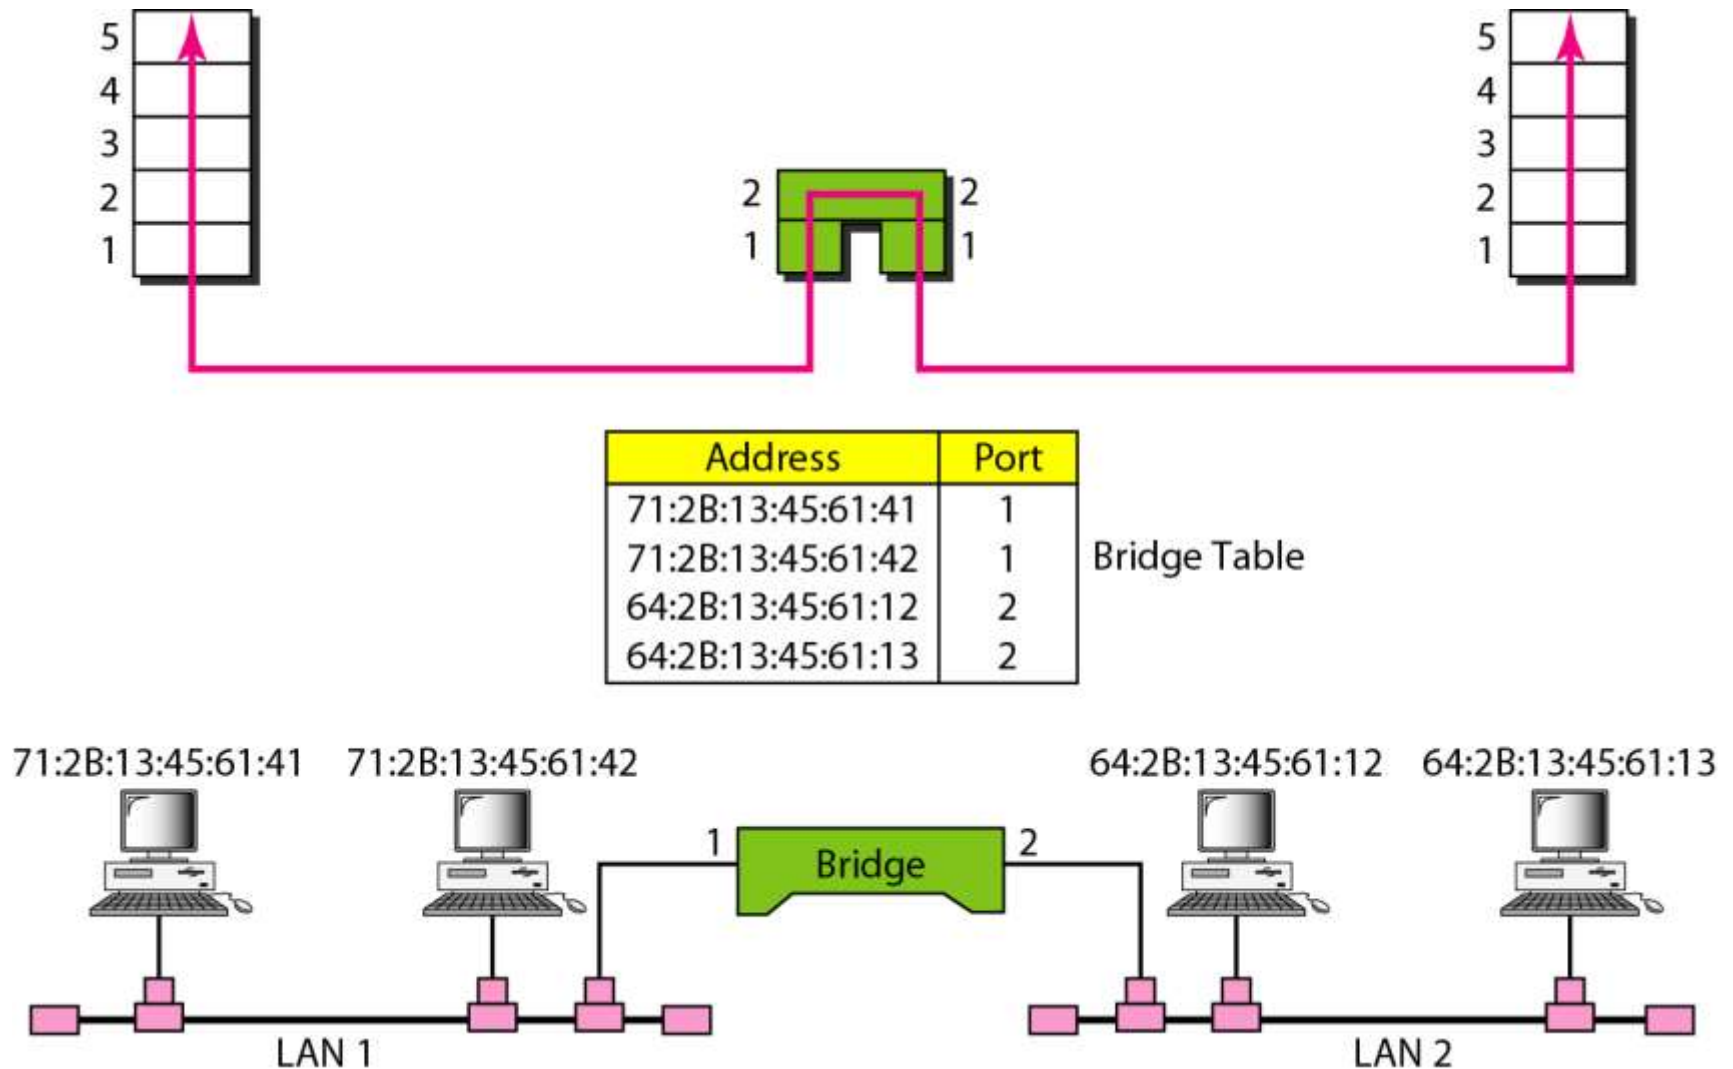 5 5
4 4
3 3
2 2 2 2
1 1 1 1
Address Port
71:2B:13:45:61:41 1
71:2B:13:45:61:42 1
Bridge Table
64:2B:13:45:61:12 2
64:2B:13:45:61:13 2
71:2B:13:45:61:41 71:2B:13:45:61:42 64:2B:13:45:61:12 64:2B:13:45:61:13
1 Bridge 2
LAN 1 LAN 2